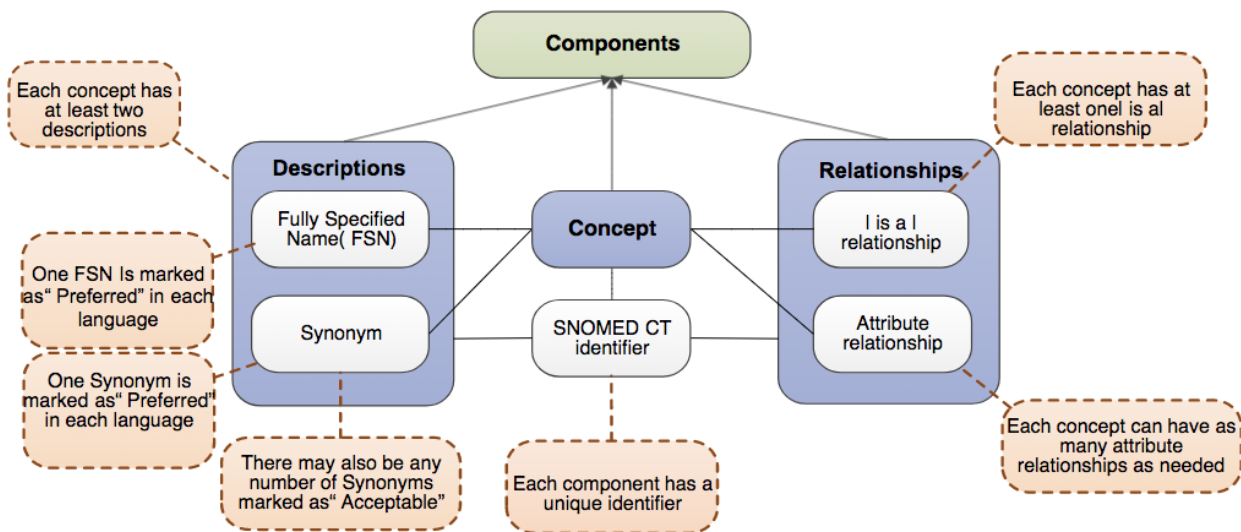 Components
Each concept has
at least two
descriptions
Each concept has at
least onel is al
relationship
Descriptions
Relationships
Fully Specified
Name( FSN)
Concept
I is a I
relationship
One FSN Is marked
as“ Preferred” in each
language
Synonym
SNOMED CT
identifier
Attribute
relationship
One Synonym is
marked as“ Preferred”
in each language
There may also be any
number of Synonyms
marked as“ Acceptable”
Each component has a
unique identifier
Each concept can have as
many attribute
relationships as needed